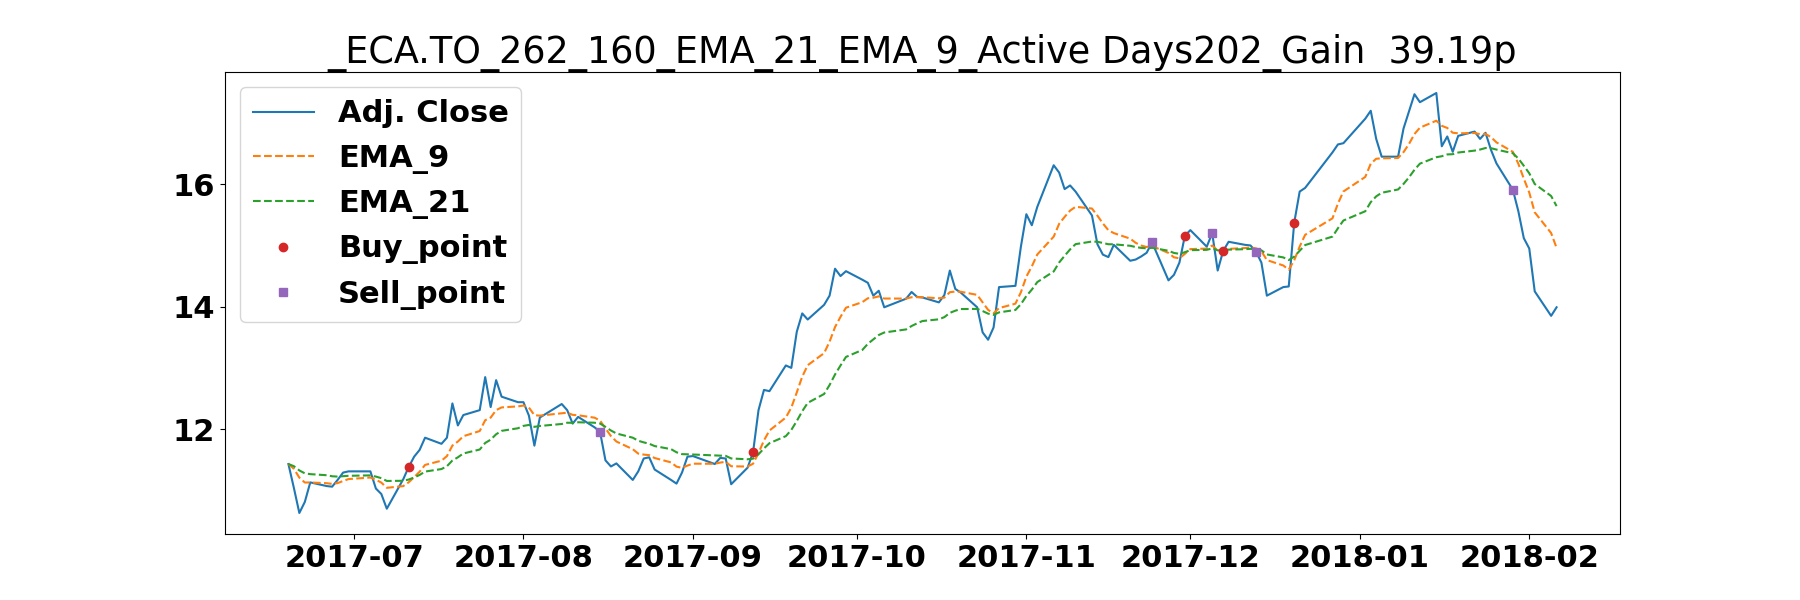 _ECA.TO_262_160_EMA_21_EMA_9_Active Days202_Gain  39.19p
Adj. Close
EMA_9
EMA_21
Buy_point
Sell_point
16
14
12
2017-07 2017-08 2017-09 2017-10 2017-11 2017-12 2018-01 2018-02